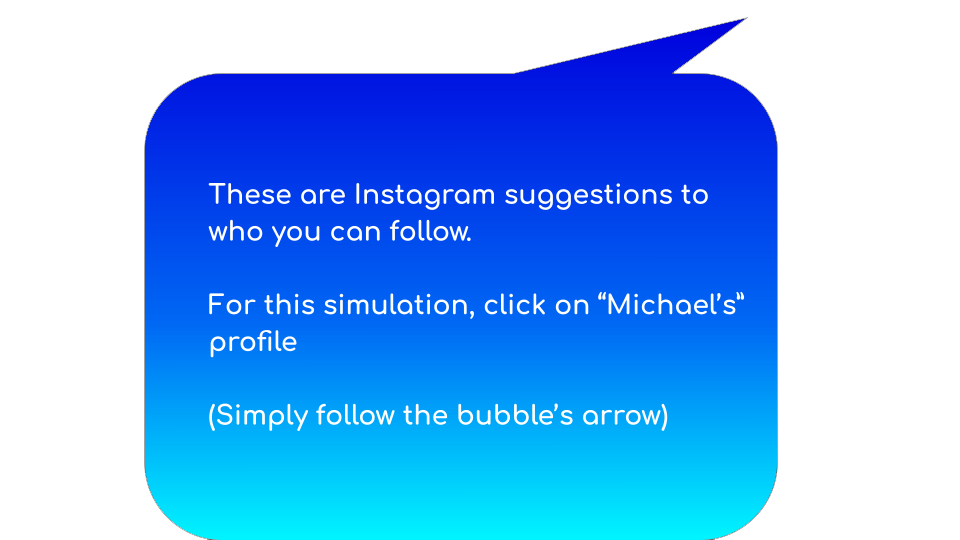 These are Instagram suggestions to
who you can follow.
For this simulation, click on “Michael’s”
profile
(Simply follow the bubble’s arrow)